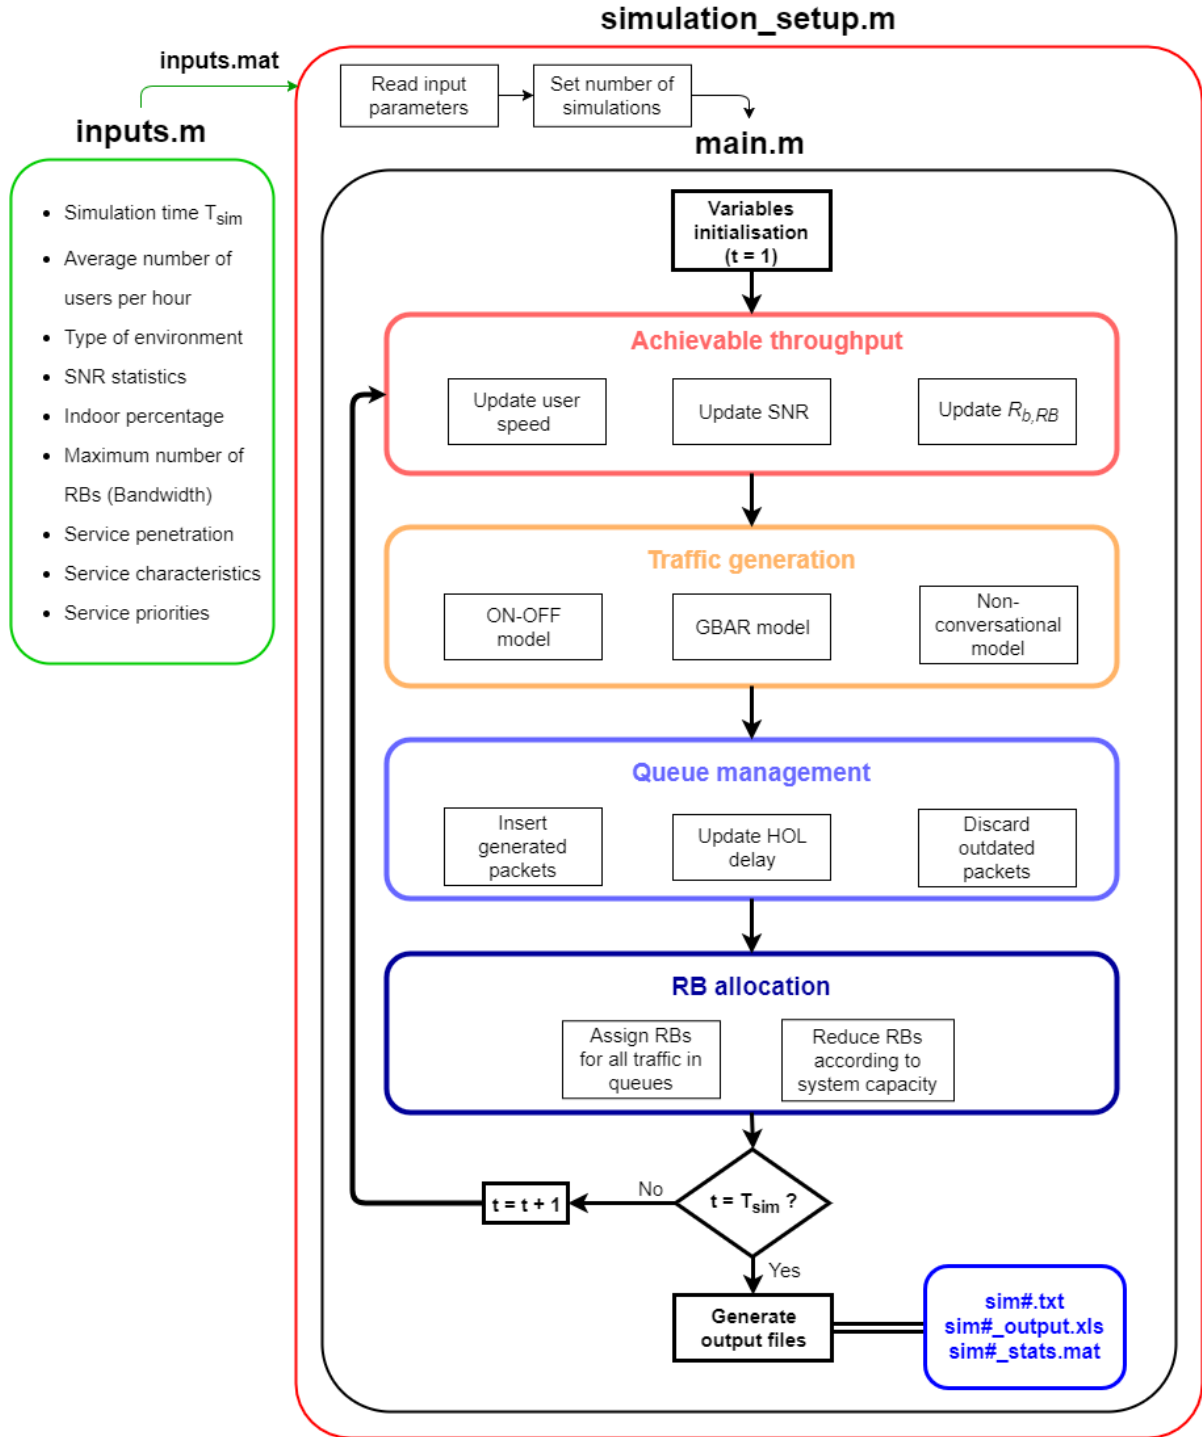 simulation_setup.m
inputs.mat
Read input
parameters
Set number of
simulations
inputs.m
main.m
• Simulation time Tsim
• Average number of
users per hour
• Type of environment
• SNR statistics
• Indoor percentage
• Maximum number of
RBs (Bandwidth)
• Service penetration
• Service characteristics
• Service priorities
Variables
initialisation
(t = 1)
Achievable throughput
Update user
speed
Update SNR
Update Rb,RB
Traffic generation
ON-OFF
model
GBAR model
Non-
conversational
model
Queue management
Insert
generated
packets
Update HOL
delay
Discard
outdated
packets
RB allocation
Assign RBs
for all traffic in
queues
Reduce RBs
according to
system capacity
t = t + 1
No
t = Tsim ?
Yes
Generate
output files
sim#.txt
sim#_output.xls
sim#_stats.mat